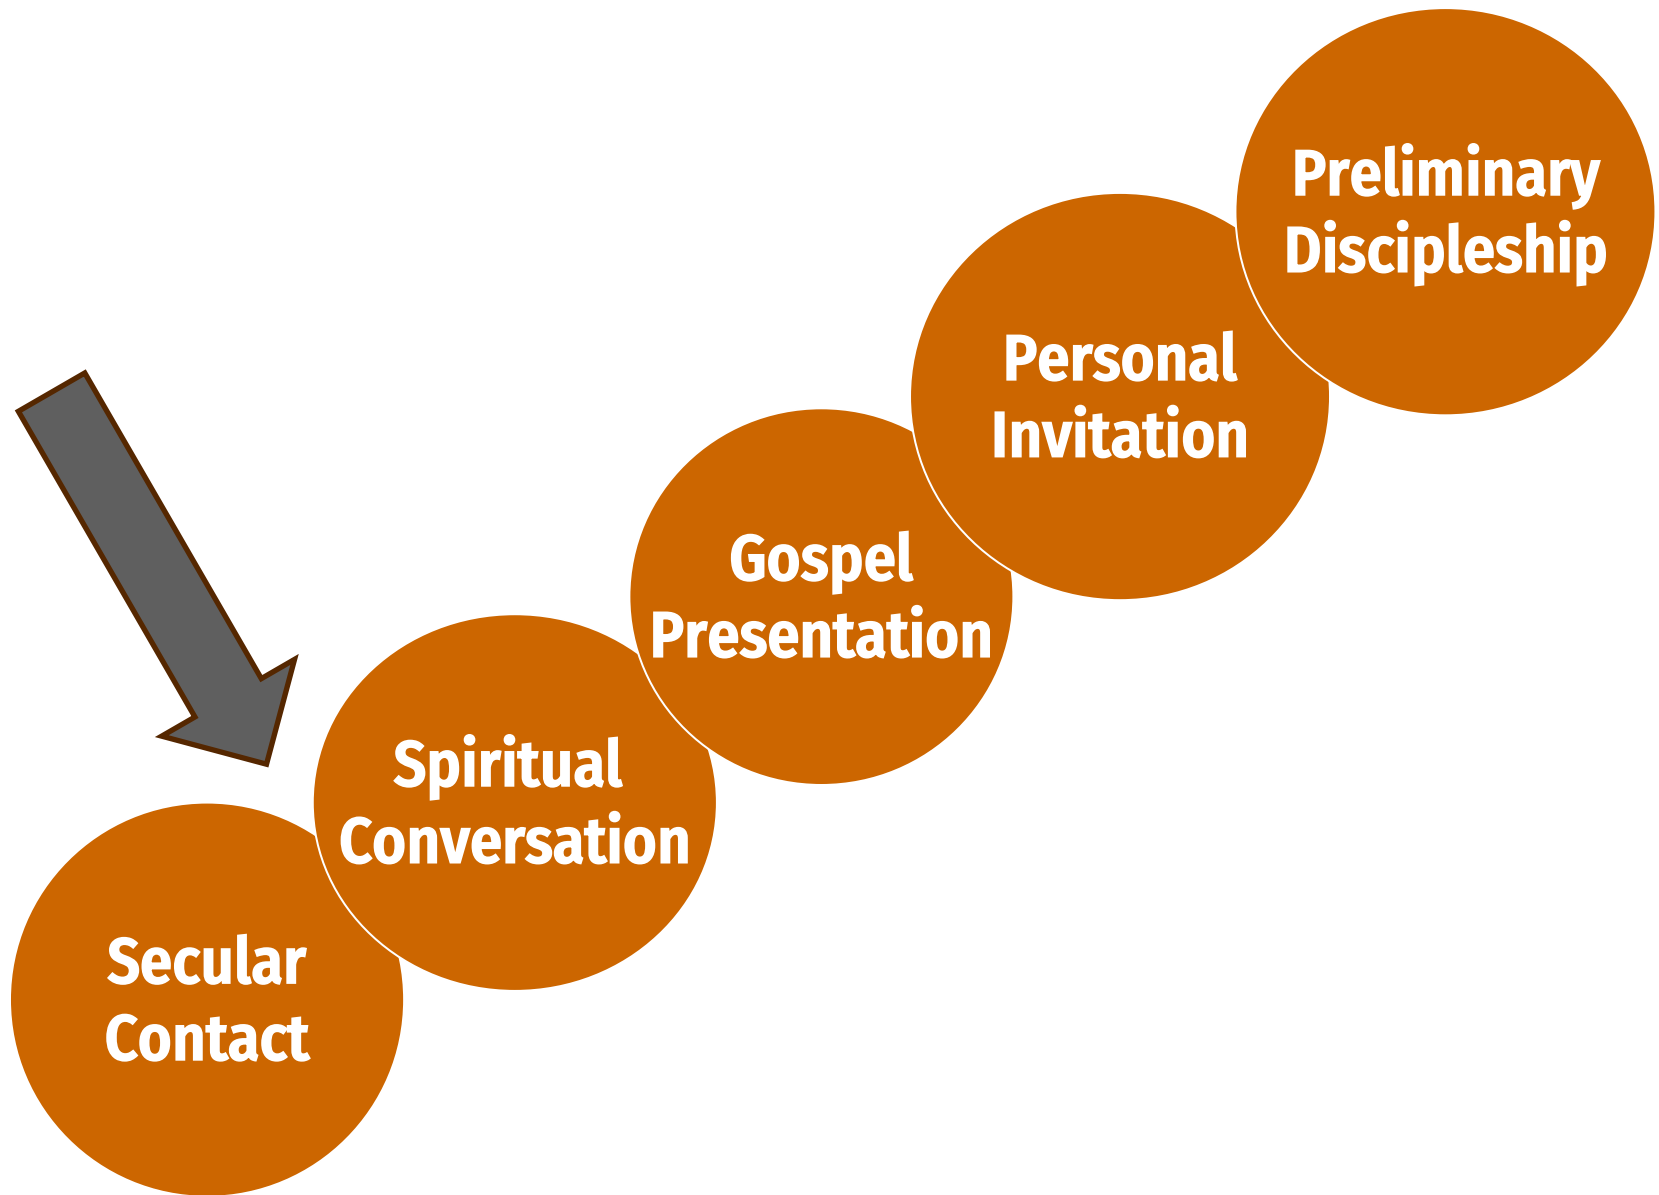 Preliminary
Discipleship
Personal
Invitation
Gospel
Presentation
Spiritual
Conversation
Secular
Contact